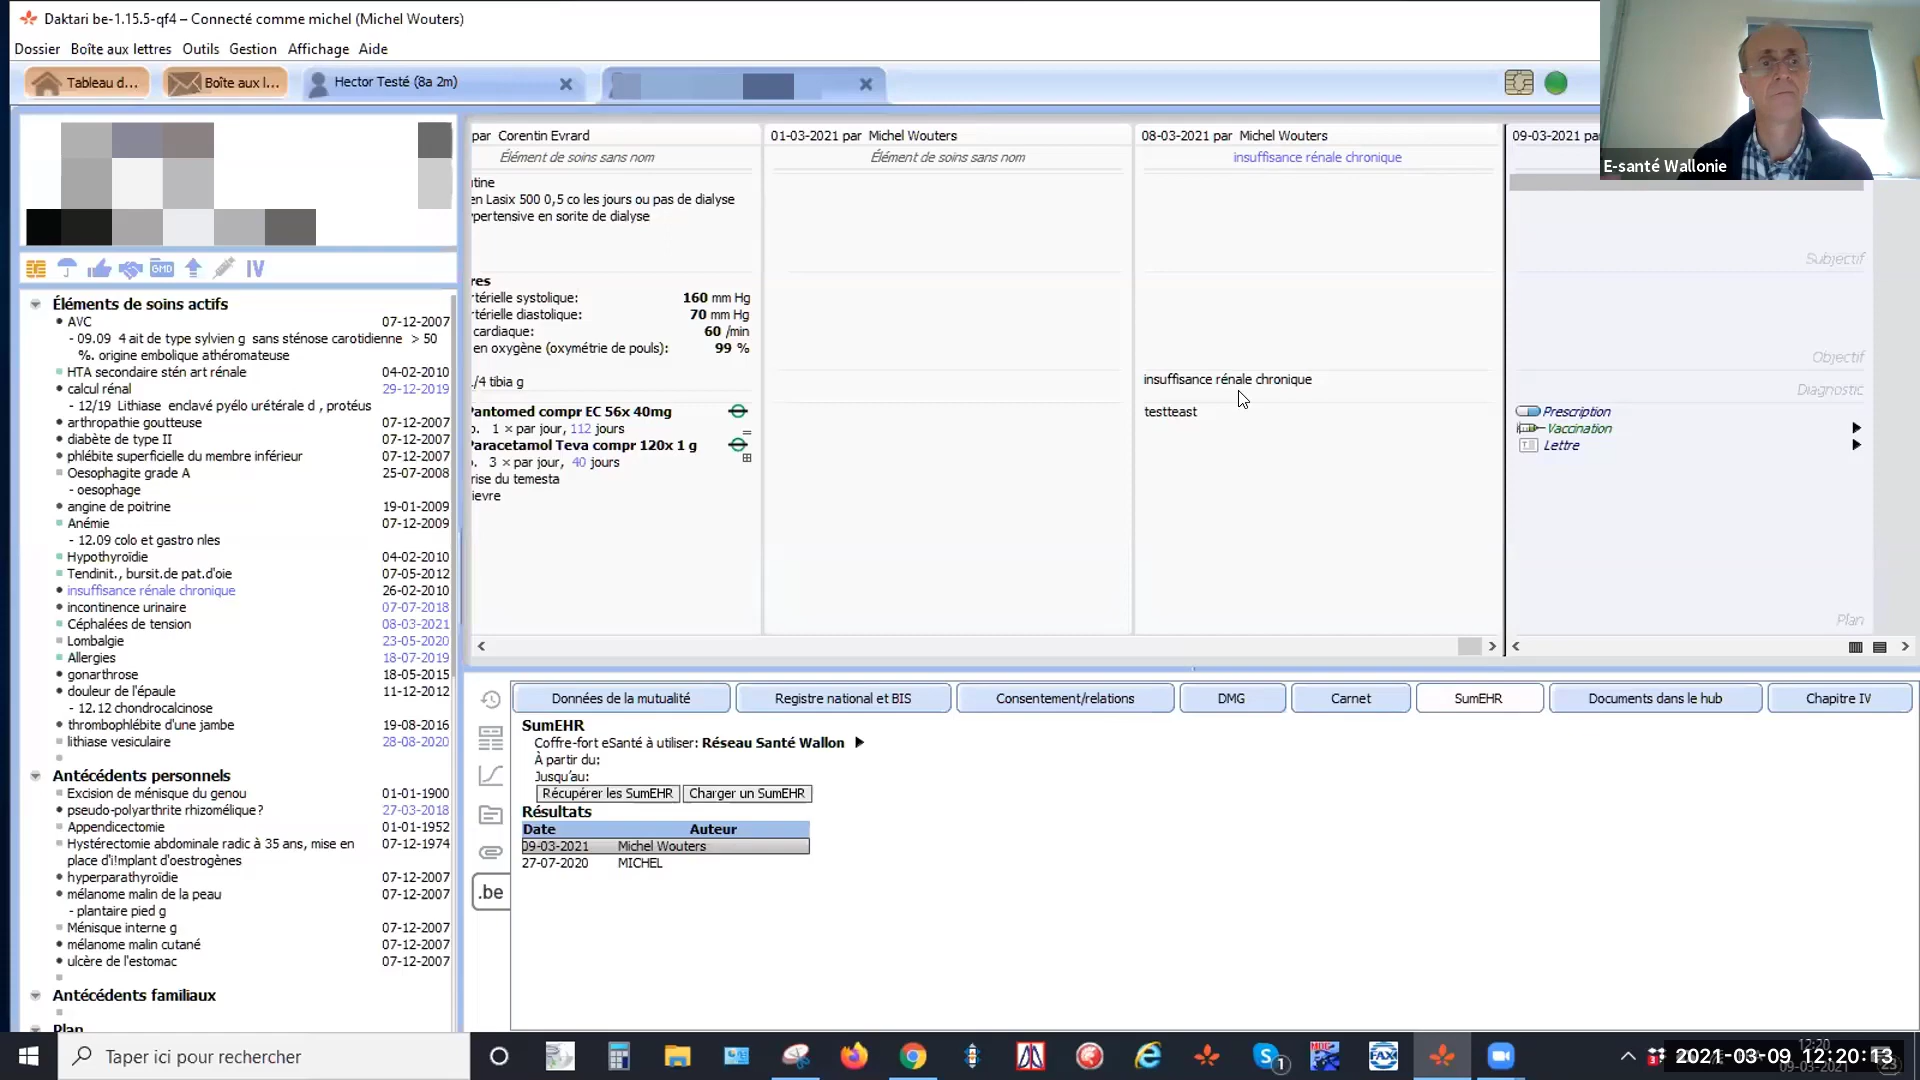 Daktari be-1.15.5-qf4 – Connecté comme michel (Michel Wouters)
Dossier Boîte aux lettres Outils Gestion Affichage Aide
Tableau d... Boîte aux l... Hector Testé (8a 2m)
E-santé Wallonie
GMD IV
Éléments de soins actifs
AVC 07-12-2007
- 09.09 4 ait de type sylvien g sans sténose carotidienne > 50
%. origine embolique athéromateuse
HTA secondaire stén art rénale 04-02-2010
calcul rénal 29-12-2019
- 12/19 Lithiase enclavé pyélo urétérale d , protéus
arthropathie goutteuse 07-12-2007
diabète de type II 07-12-2007
phlébite superficielle du membre inférieur 07-12-2007
Oesophagite grade A 25-07-2008
- oesophage
angine de poitrine 19-01-2009
Anémie 07-12-2009
- 12.09 colo et gastro nles
Hypothyroïdie 04-02-2010
Tendinit., bursit.de pat.d'oie 07-05-2012
insuffisance rénale chronique 26-02-2010
incontinence urinaire 07-07-2018
Céphalées de tension 08-03-2021
Lombalgie 23-05-2020
Allergies 18-07-2019
gonarthrose 18-05-2015
douleur de l'épaule 11-12-2012
- 12.12 chondrocalcinose
thrombophlébite d'une jambe 19-08-2016
lithiase vesiculaire 28-08-2020
Antécédents personnels
Excision de ménisque du genou 01-01-1900
pseudo-polyarthrite rhizomélique? 27-03-2018
Appendicectomie 01-01-1952
Hystérectomie abdominale radic à 35 ans, mise en 07-12-1974
place d'i!mplant d'oestrogènes
hyperparathyroïdie 07-12-2007
mélanome malin de la peau 07-12-2007
- plantaire pied g
Ménisque interne g 07-12-2007
mélanome malin cutané 07-12-2007
ulcère de l'estomac 07-12-2007
Antécédents familiaux
Plan
par Corentin Evrard
Élément de soins sans nom
tine
en Lasix 500 0,5 co les jours ou pas de dialyse
pertensive en sorite de dialyse
res
térielle systolique: 160 mm Hg
térielle diastolique: 70 mm Hg
cardiaque: 60 /min
en oxygène (oxymétrie de pouls): 99 %
/4 tibia g
Pantomed compr EC 56x 40mg
o. 1 × par jour, 112 jours
Paracetamol Teva compr 120x 1 g
o. 3 × par jour, 40 jours
rise du temesta
ievre
01-03-2021 par Michel Wouters
Élément de soins sans nom
08-03-2021 par Michel Wouters
insuffisance rénale chronique
insuffisance rénale chronique
testteast
09-03-2021 pa
Subjectif
Objectif
Diagnostic
Prescription
Vaccination
Lettre
Plan
Données de la mutualité Registre national et BIS Consentement/relations DMG Carnet SumEHR Documents dans le hub Chapitre IV
.be
SumEHR
Coffre-fort eSanté à utiliser: Réseau Santé Wallon
À partir du:
Jusqu'au:
Récupérer les SumEHR Charger un SumEHR
Résultats
Date Auteur
09-03-2021 Michel Wouters
27-07-2020 MICHEL
Taper ici pour rechercher
2021-03-09 12:20:13